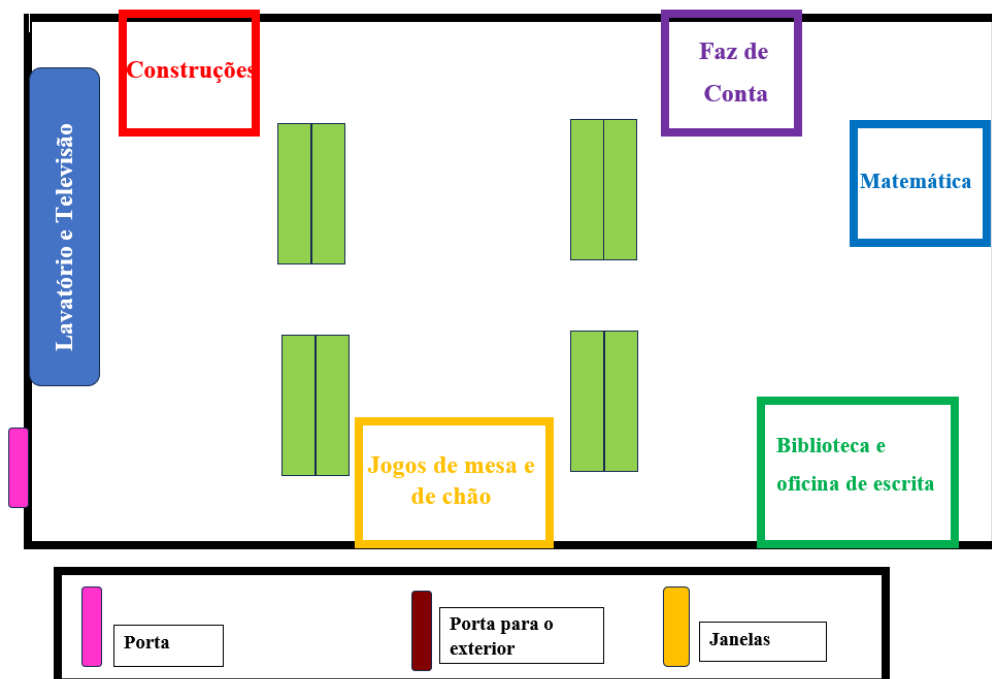 Construções
Faz de
Conta
Lavatório e Televisão
Matemática
Jogos de mesa e
de chão
Biblioteca e
oficina de escrita
Porta
Porta para o
exterior
Janelas